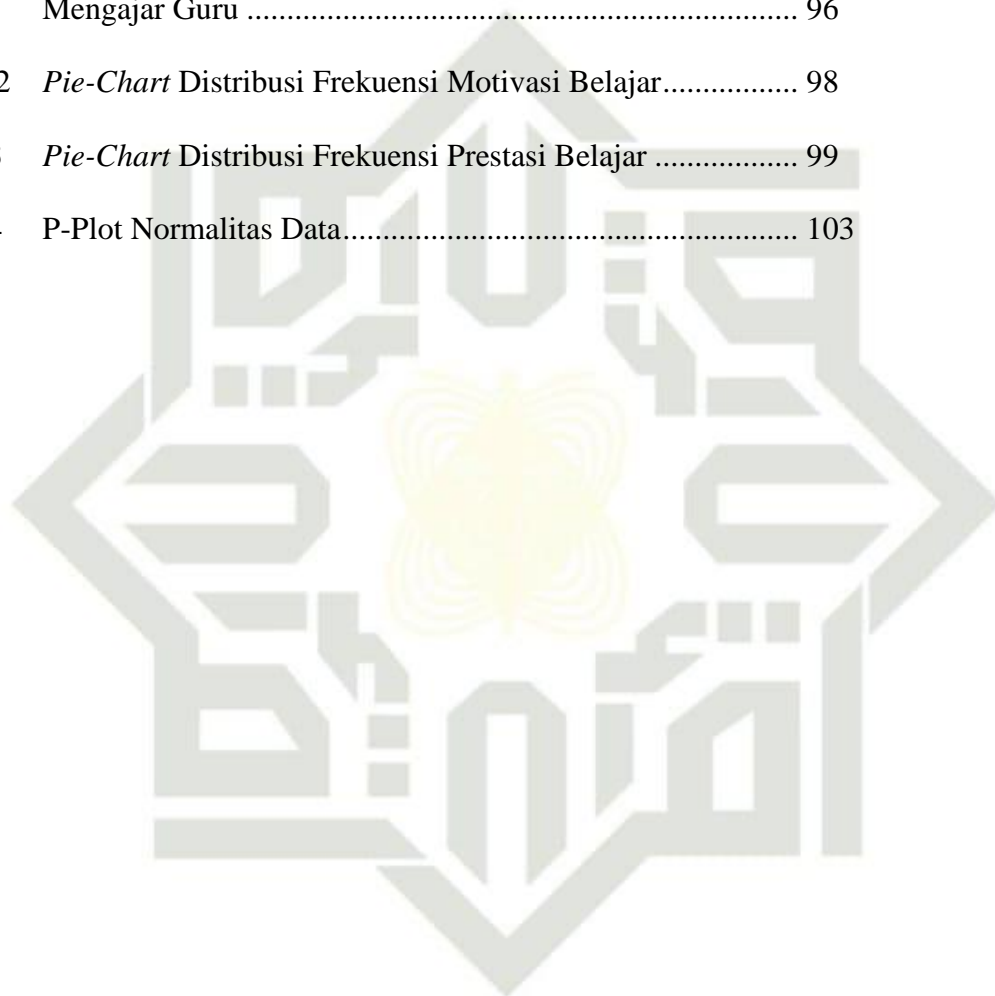 Mengajar Guru ..................................................................... 96
2 Pie-Chart Distribusi Frekuensi Motivasi Belajar................. 98
Pie-Chart Distribusi Frekuensi Prestasi Belajar .................. 99
P-Plot Normalitas Data......................................................... 103